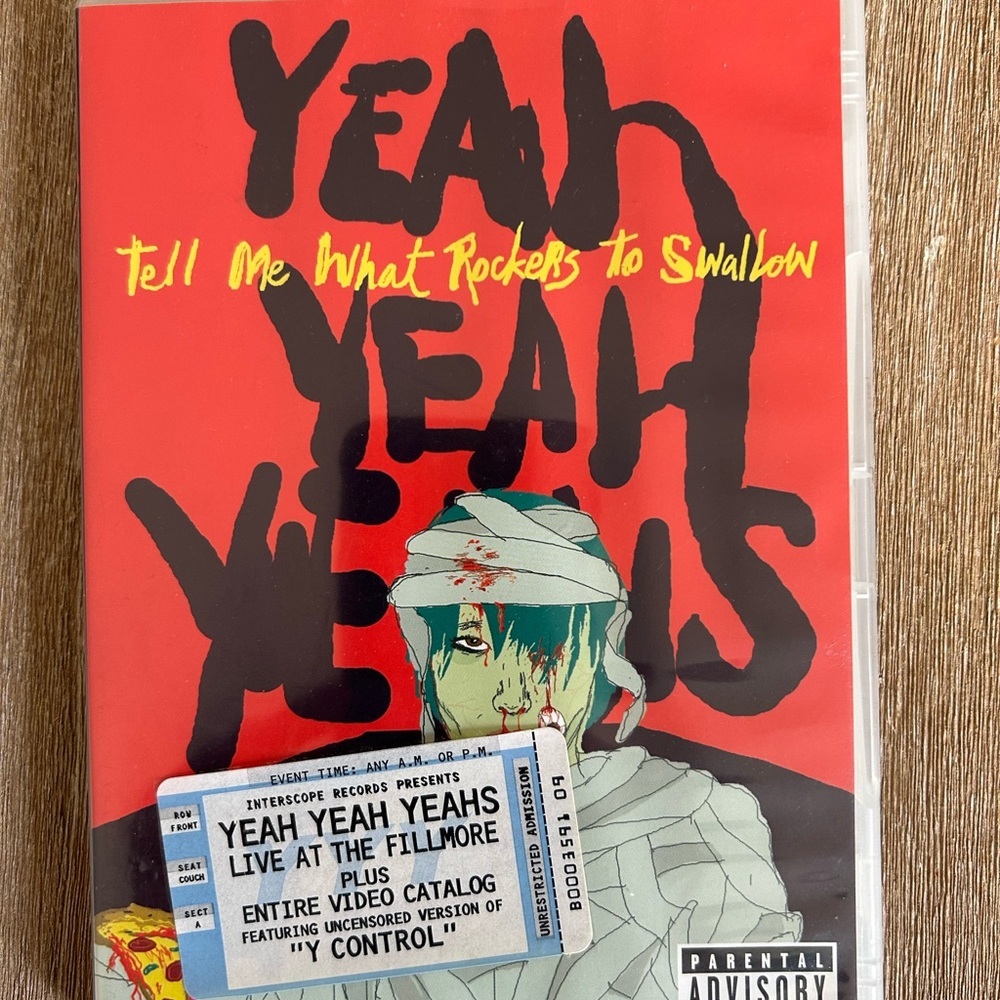 YEAh
Tell Me What Rockers To Swallow
YEAH
YEAHS
EVENT TIME: ANY A.M. OR P.M.
INTERSCOPE RECORDS PRESENTS
YEAH YEAH YEAHS
LIVE AT THE FILLMORE
PLUS
ENTIRE VIDEO CATALOG
FEATURING UNCENSORED VERSION OF
"Y CONTROL"
ROW
FRONT
SEAT
COUCH
SECT
A
UNRESTRICTED ADMISSION
B0003591 09
PARENTAL
ADVISORY